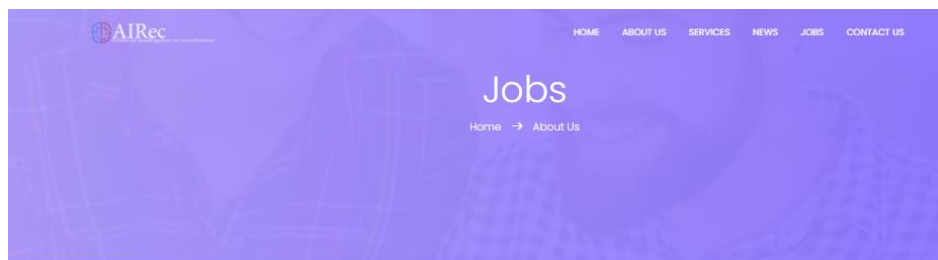 AIRec
HOME ABOUT US SERVICES NEWS JOBS CONTACT US
Jobs
Home → About Us